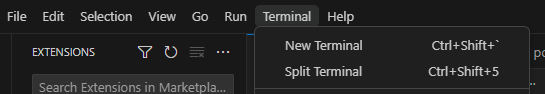 File Edit Selection View Go Run Terminal Help
EXTENSIONS
New Terminal Ctrl+Shift+`
Split Terminal Ctrl+Shift+5
Search Extensions in Marketpla...